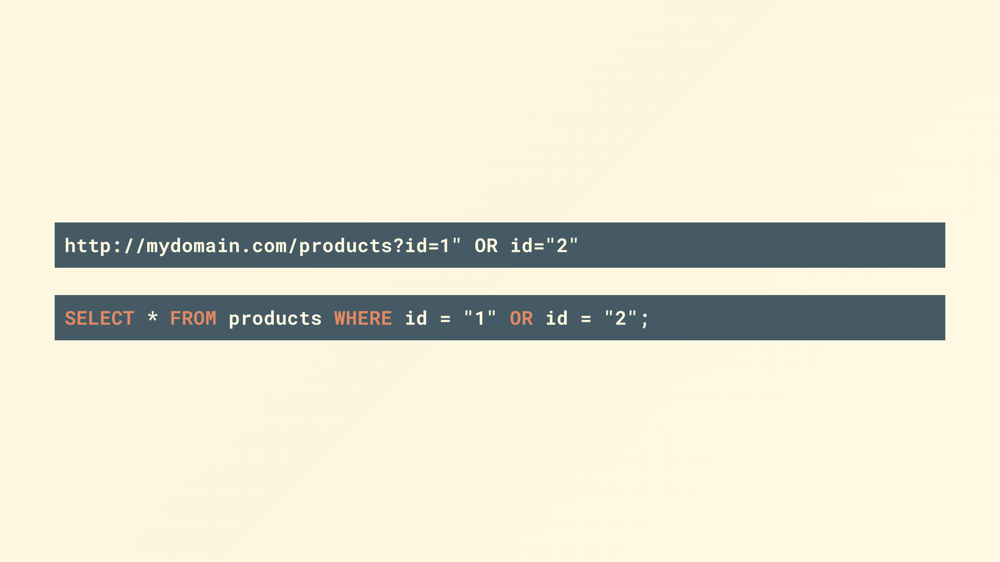 http://mydomain.com/products?id=1" OR id="2"
SELECT * FROM products WHERE id = "1" OR id = "2";